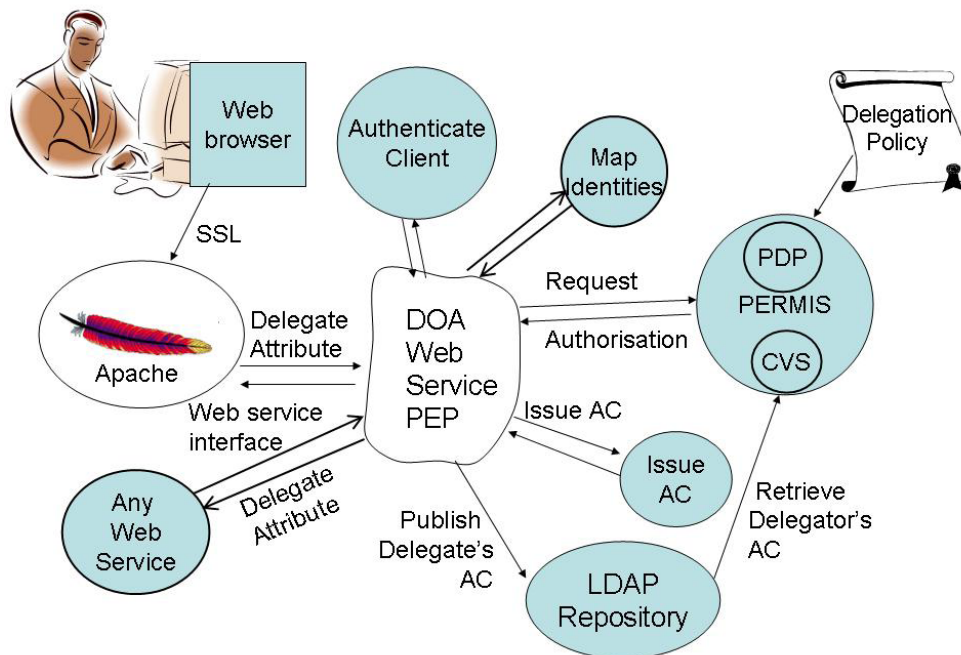 Web
browser
Authenticate
Client
Map
Identities
Delegation
Policy
SSL
PDP
PERMIS
CVS
Request
Authorisation
DOA
Web
Service
PEP
Delegate
Attribute
Apache
Web service
interface
Issue AC
Issue
AC
Delegate
Attribute
Any
Web
Service
Publish
Delegate's
AC
Retrieve
Delegator's
AC
LDAP
Repository